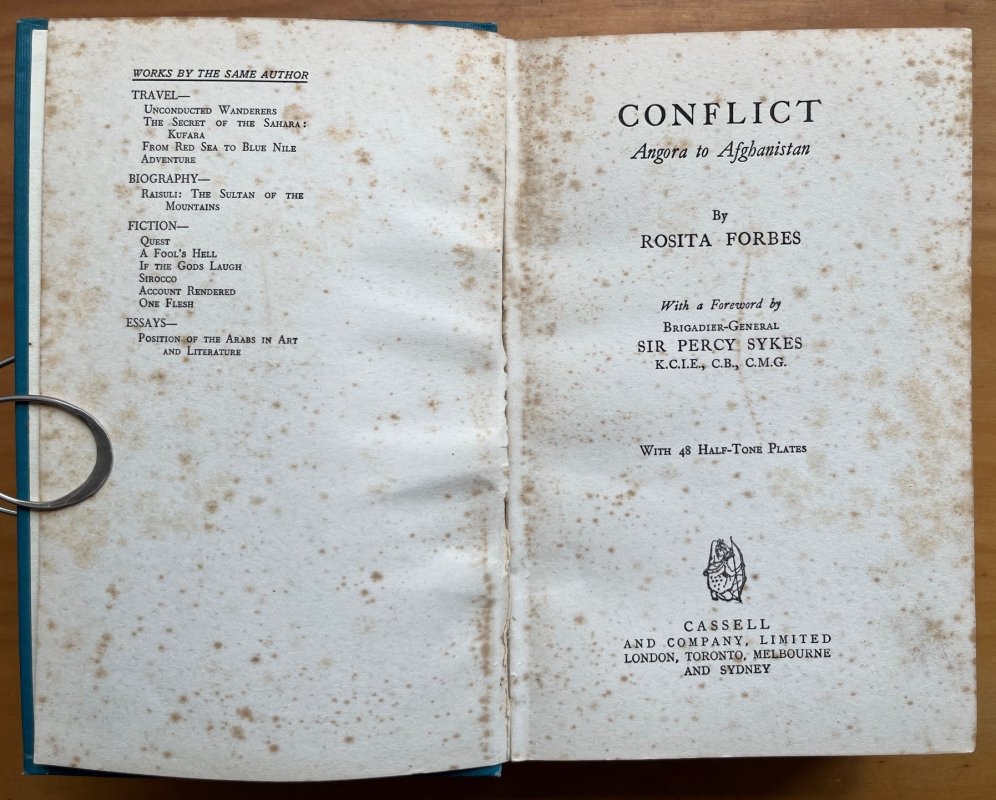 WORKS BY THE SAME AUTHOR
TRAVEL—
UNCONDUCTED WANDERERS
THE SECRET OF THE SAHARA:
KUFARA
FROM RED SEA TO BLUE NILE
ADVENTURE
BIOGRAPHY—
RAISULI: THE SULTAN OF THE
MOUNTAINS
FICTION—
QUEST
A FOOL'S HELL
IF THE GODS LAUGH
SIROCCO
ACCOUNT RENDERED
ONE FLESH
ESSAYS—
POSITION OF THE ARABS IN ART
AND LITERATURE
CONFLICT
Angora to Afghanistan
By
ROSITA FORBES
With a Foreword by
BRIGADIER-GENERAL
SIR PERCY SYKES
K.C.I.E., C.B., C.M.G.
WITH 48 HALF-TONE PLATES
CASSELL
AND COMPANY, LIMITED
LONDON, TORONTO, MELBOURNE
AND SYDNEY